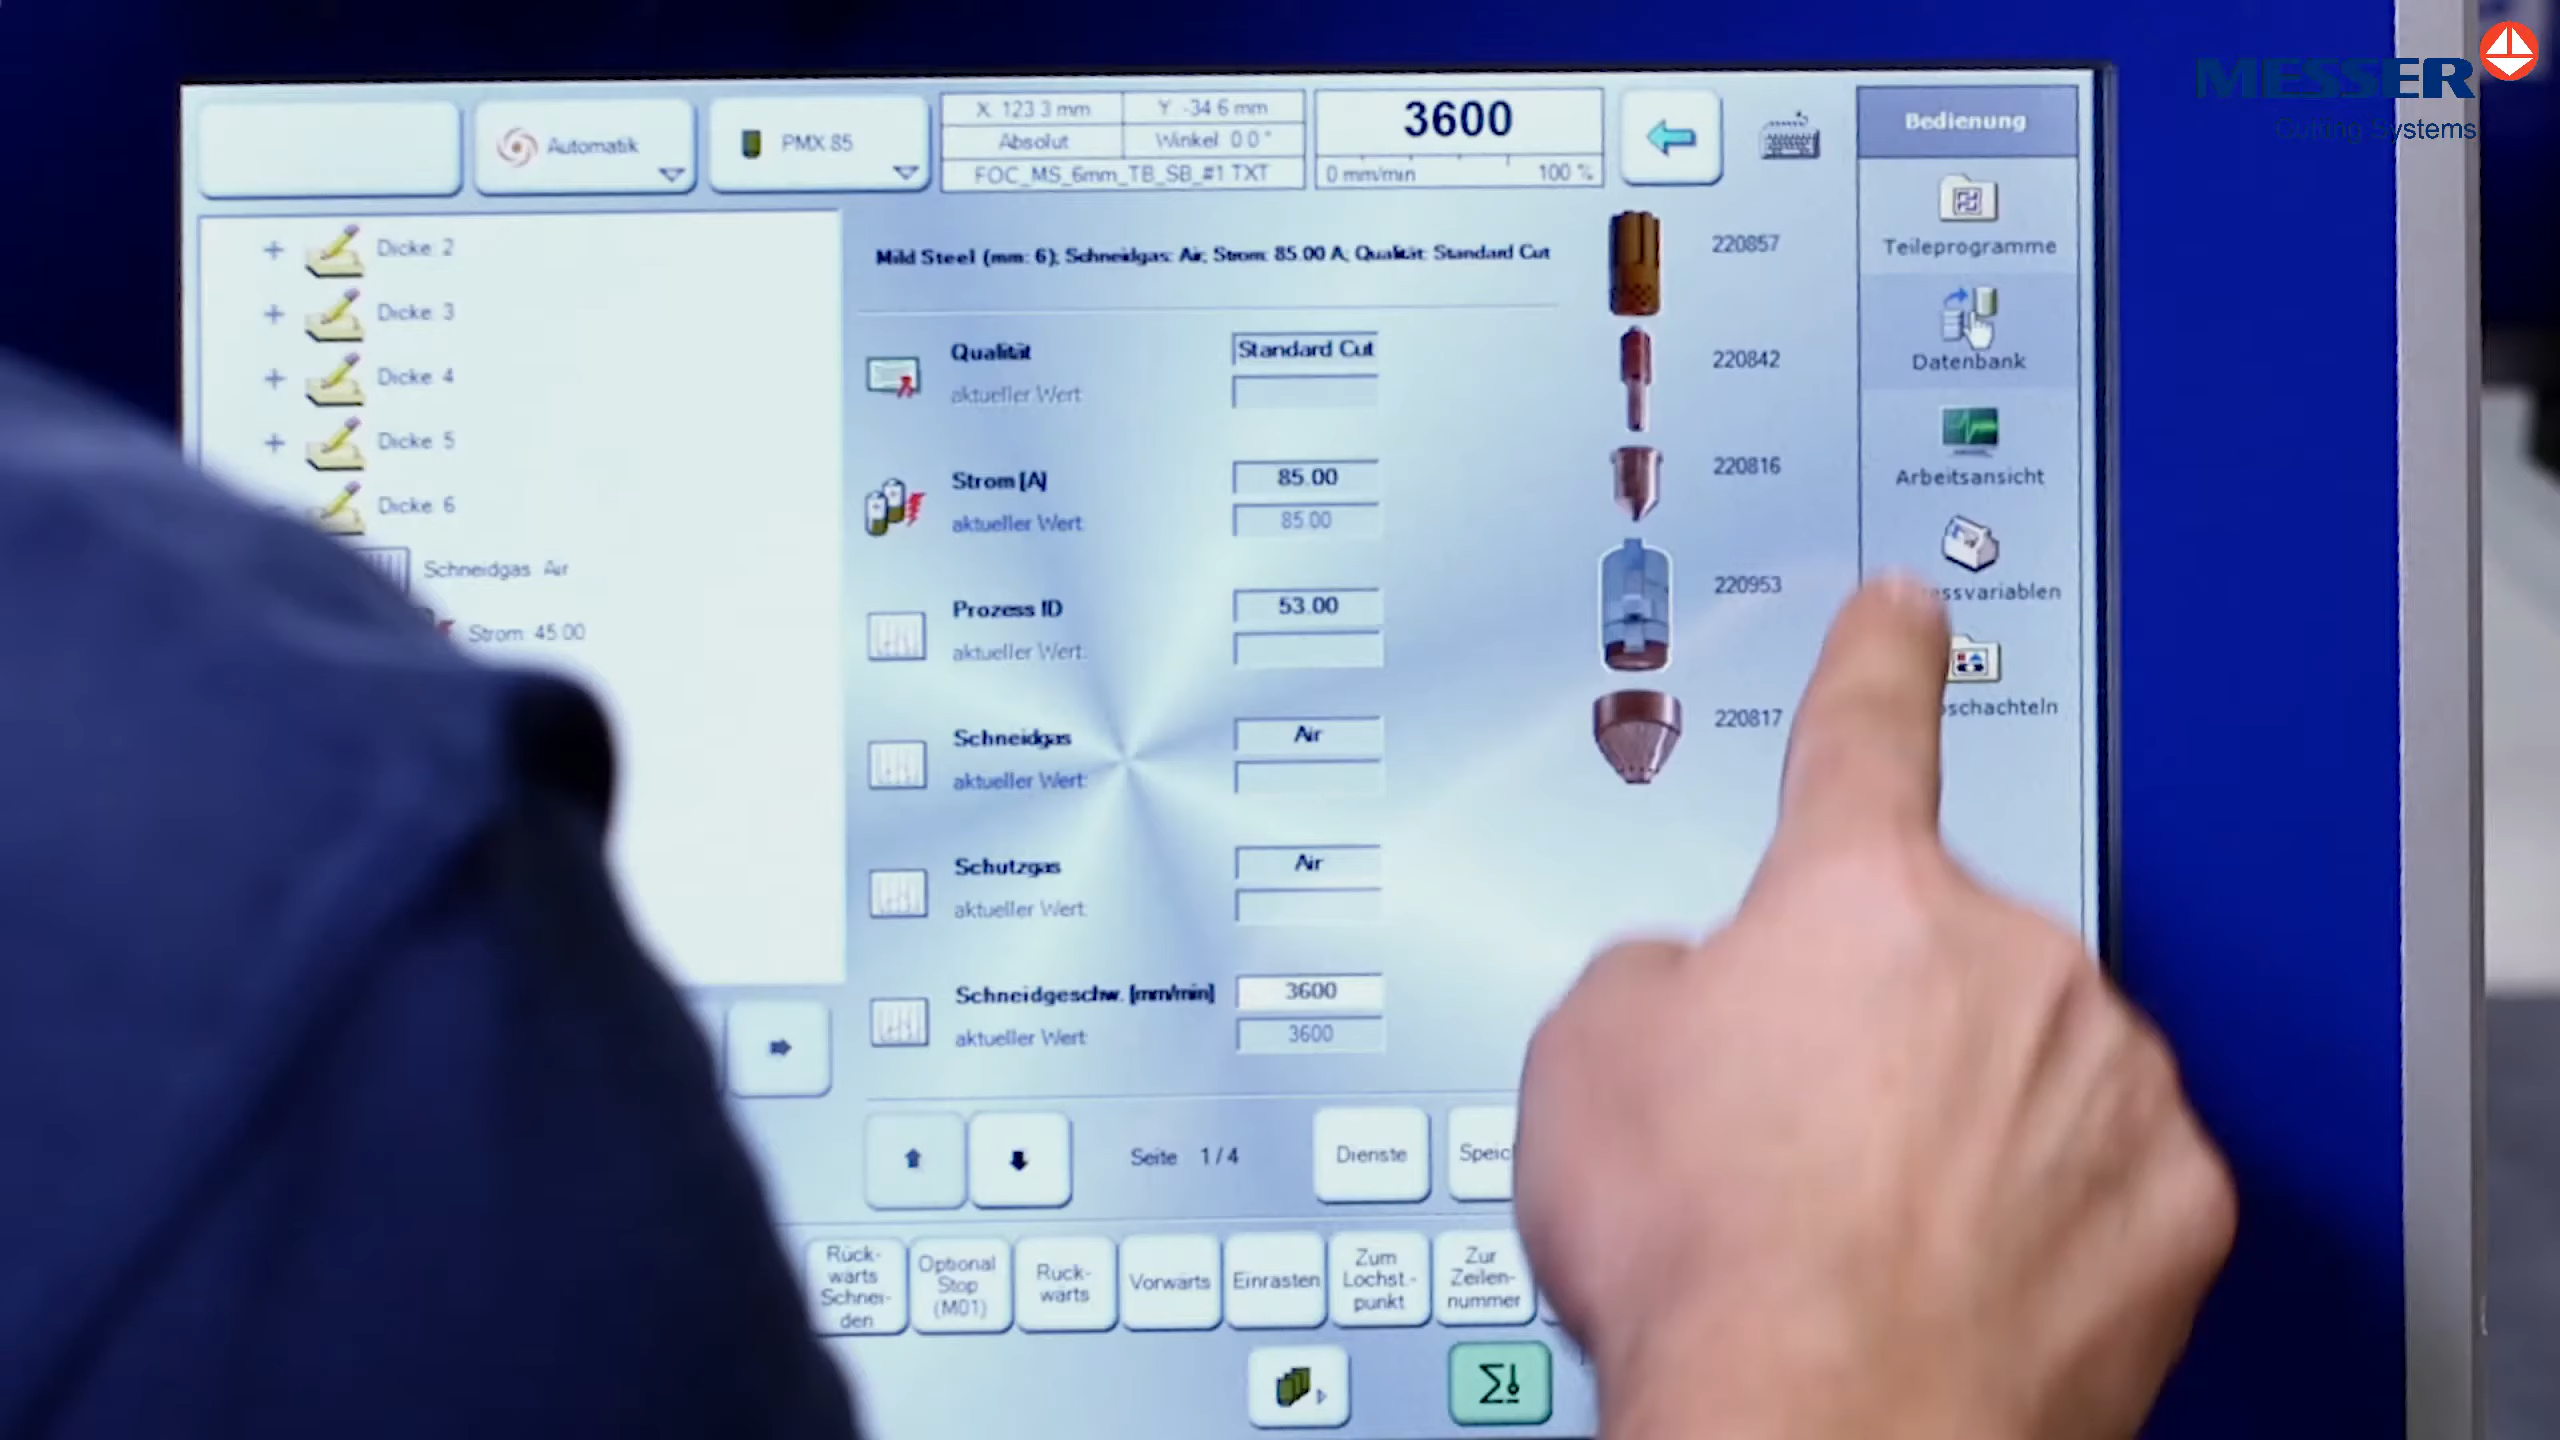 MESSER
Cutting Systems
Automatik
PMX 85
X 123.3 mm
Y -34.6 mm
Absolut
Winkel 0.0 °
FOC_MS_6mm_TB_SB_#1.TXT
3600
0 mm/min
100 %
Bedienung
Teileprogramme
Datenbank
Arbeitsansicht
ssvariablen
schachteln
Dicke: 2
Dicke: 3
Dicke: 4
Dicke: 5
Dicke: 6
Schneidgas: Air
Strom: 45.00
Mild Steel (mm: 6); Schneidgas: Air; Strom: 85.00 A; Qualität: Standard Cut
Qualität
Standard Cut
aktueller Wert:
Strom [A]
85.00
aktueller Wert:
85.00
Prozess ID
53.00
aktueller Wert:
Schneidgas
Air
aktueller Wert:
Schutzgas
Air
aktueller Wert:
Schneidgeschw. [mm/min]
3600
aktueller Wert:
3600
220857
220842
220816
220953
220817
Seite 1 / 4
Dienste
Speic
Rück-
wärts
Schnei-
den
Optional
Stop
(M01)
Rück-
wärts
Vorwärts
Einrasten
Zum
Lochst.-
punkt
Zur
Zeilen-
nummer